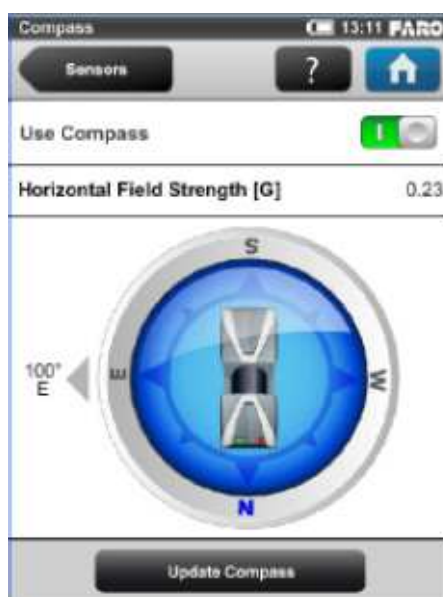 Compass 13:11 FARO
Sensors ?
Use Compass I
Horizontal Field Strength [G] 0.23
S
100°
E
E
W
N
Update Compass